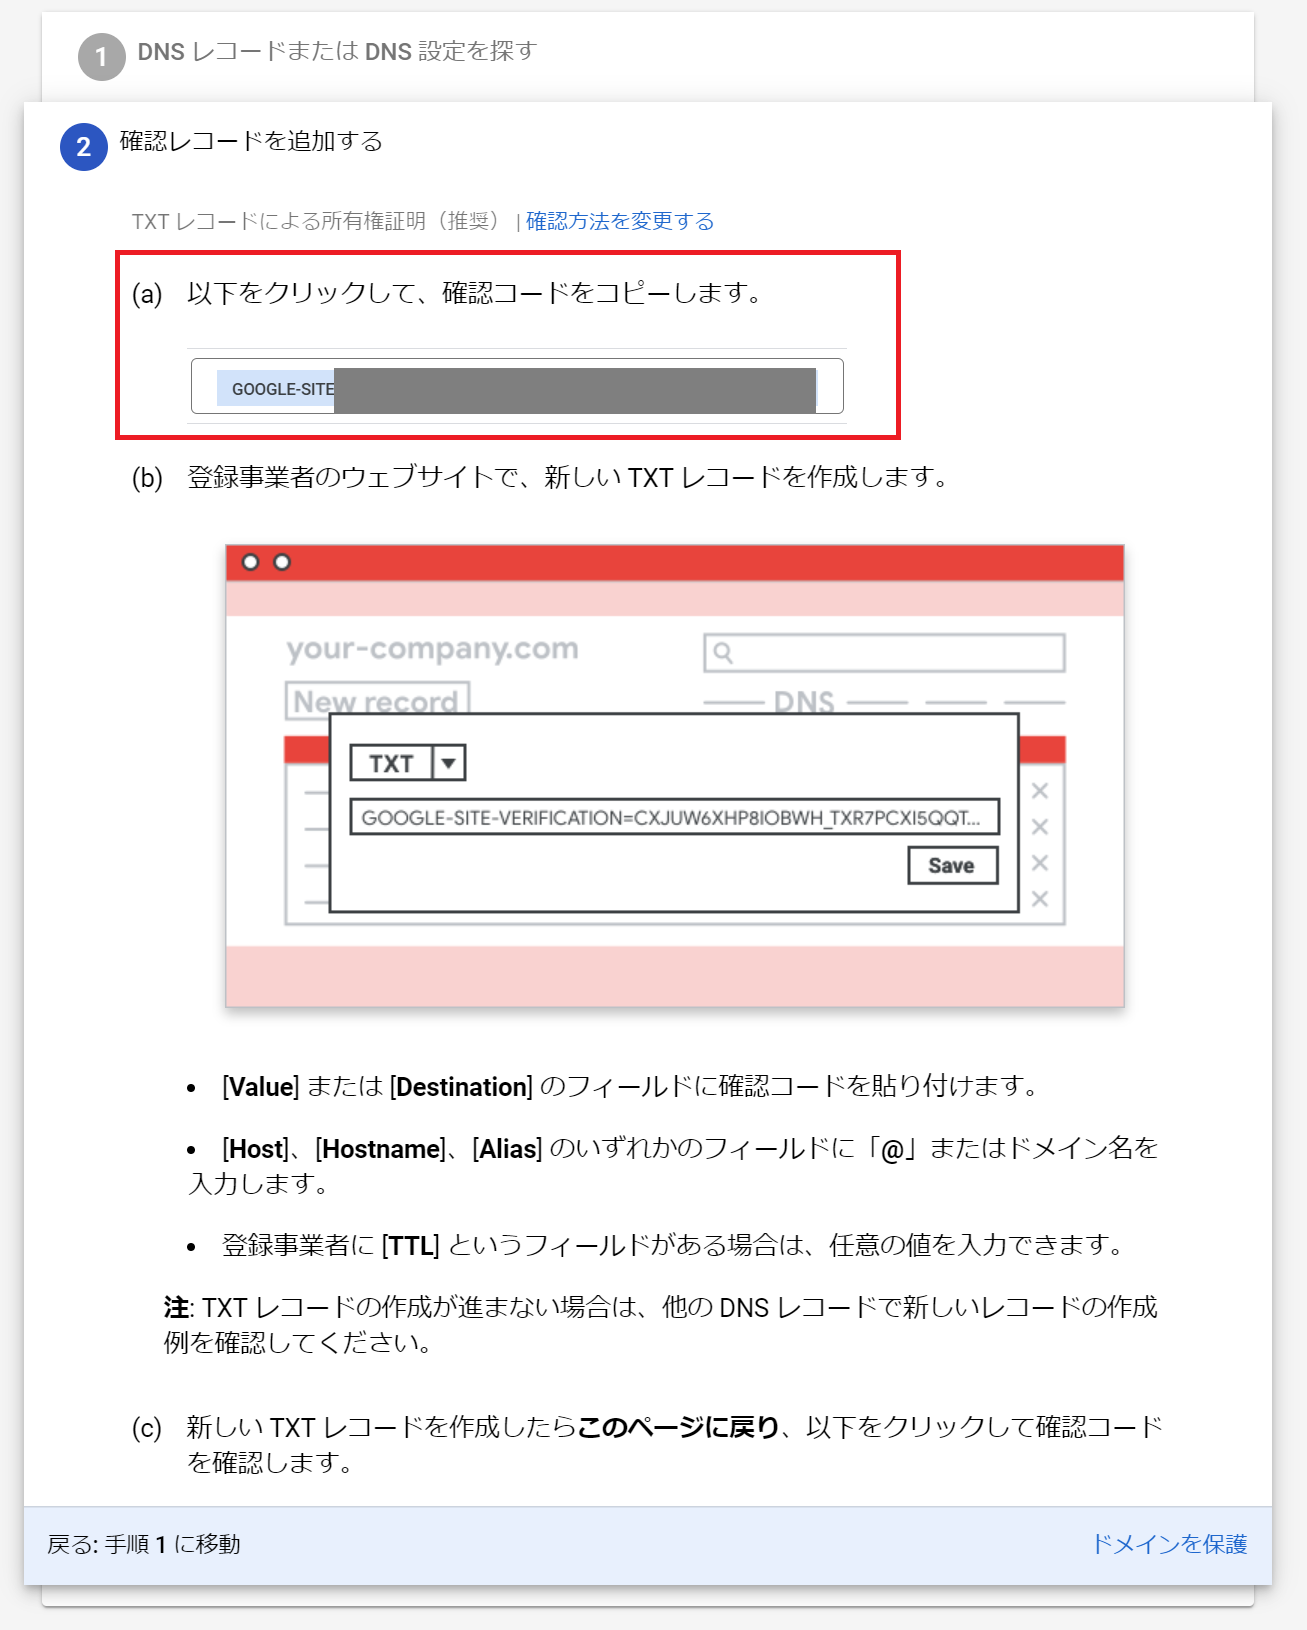 1 DNS レコードまたは DNS 設定を探す
2 確認レコードを追加する
TXT レコードによる所有権証明（推奨） | 確認方法を変更する
(a) 以下をクリックして、確認コードをコピーします。
GOOGLE-SITE
(b) 登録事業者のウェブサイトで、新しい TXT レコードを作成します。
your-company.com
New record
DNS
TXT
GOOGLE-SITE-VERIFICATION=CXJUW6XHP8IOBWH_TXR7PCXI5QQT...
Save
• [Value] または [Destination] のフィールドに確認コードを貼り付けます。
• [Host]、[Hostname]、[Alias] のいずれかのフィールドに「@」またはドメイン名を
入力します。
• 登録事業者に [TTL] というフィールドがある場合は、任意の値を入力できます。
注: TXT レコードの作成が進まない場合は、他の DNS レコードで新しいレコードの作成
例を確認してください。
(c) 新しい TXT レコードを作成したらこのページに戻り、以下をクリックして確認コード
を確認します。
戻る: 手順 1 に移動
ドメインを保護